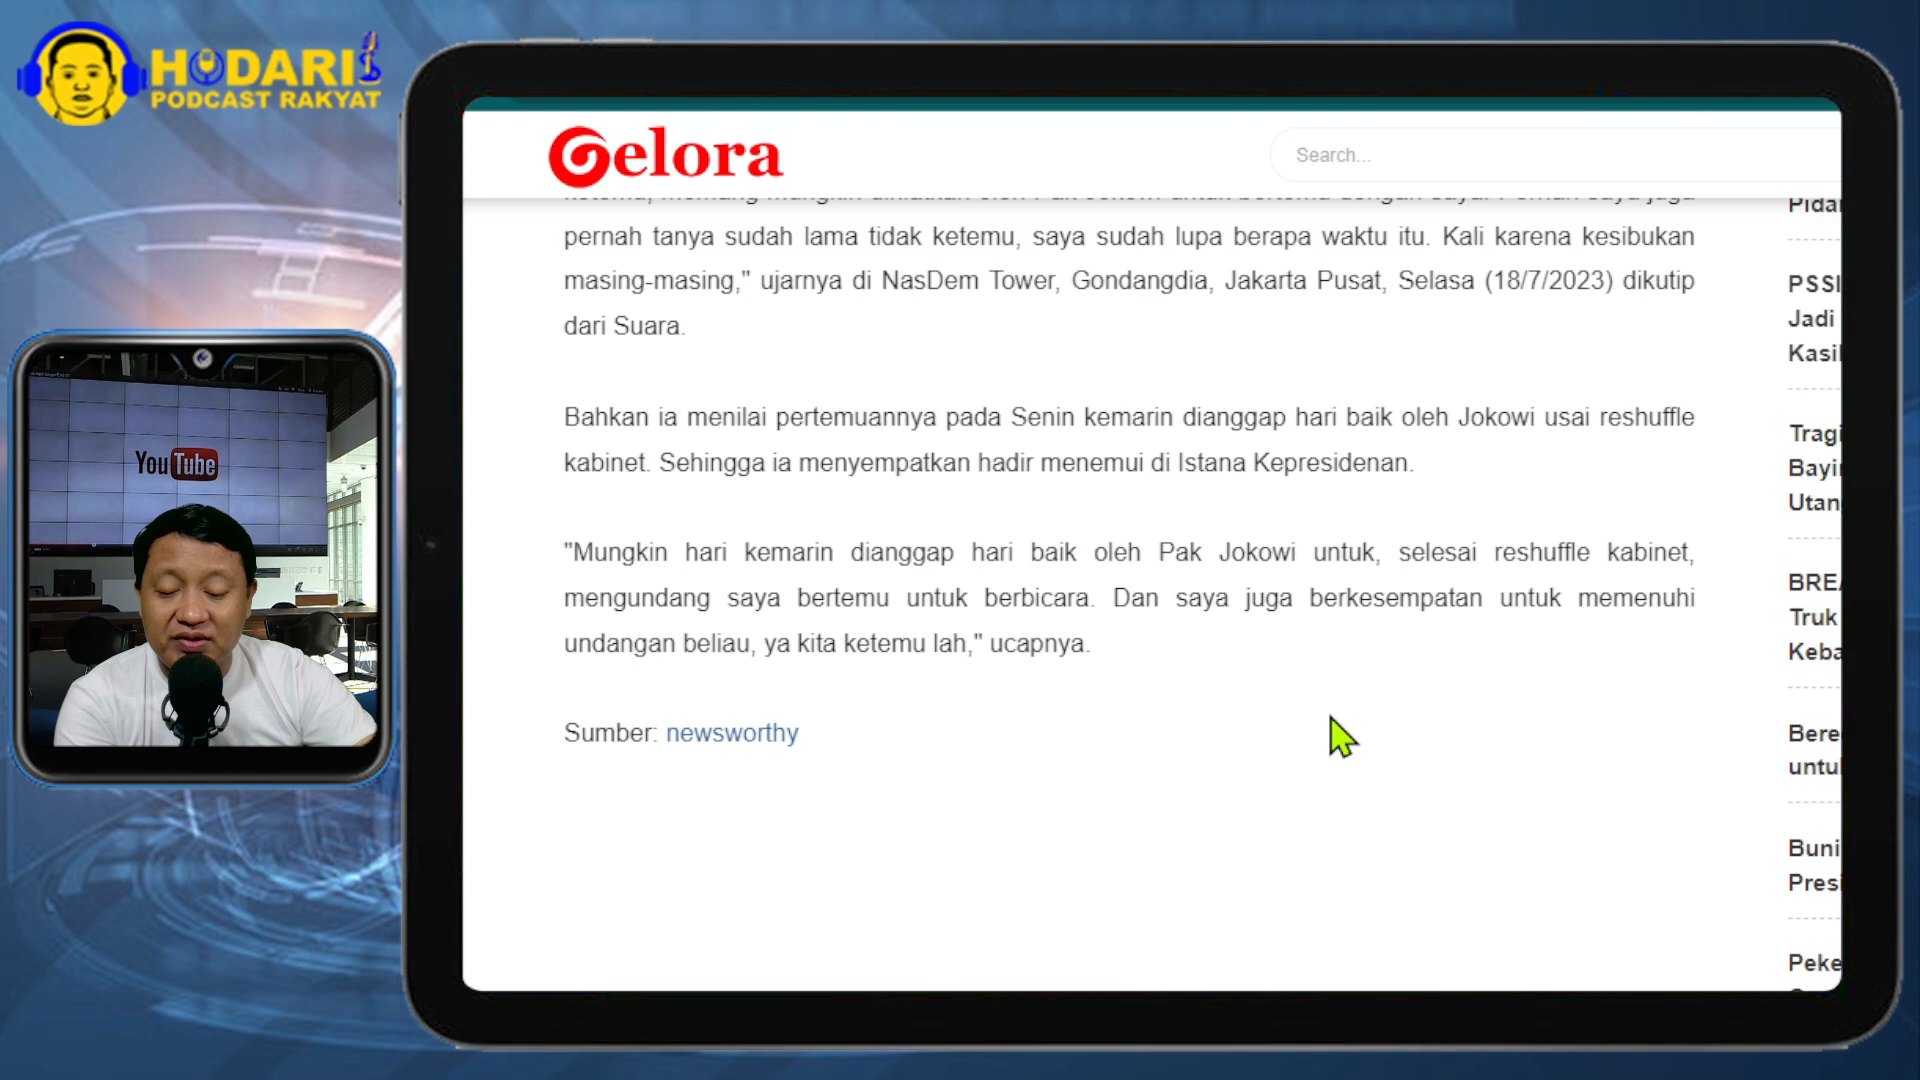 HODARI
PODCAST RAKYAT
YouTube
Gelora
Search...
pernah tanya sudah lama tidak ketemu, saya sudah lupa berapa waktu itu. Kali karena kesibukan
masing-masing," ujarnya di NasDem Tower, Gondangdia, Jakarta Pusat, Selasa (18/7/2023) dikutip
dari Suara.
Bahkan ia menilai pertemuannya pada Senin kemarin dianggap hari baik oleh Jokowi usai reshuffle
kabinet. Sehingga ia menyempatkan hadir menemui di Istana Kepresidenan.
"Mungkin hari kemarin dianggap hari baik oleh Pak Jokowi untuk, selesai reshuffle kabinet,
mengundang saya bertemu untuk berbicara. Dan saya juga berkesempatan untuk memenuhi
undangan beliau, ya kita ketemu lah," ucapnya.
Sumber: newsworthy
PSSI
Jadi
Truk